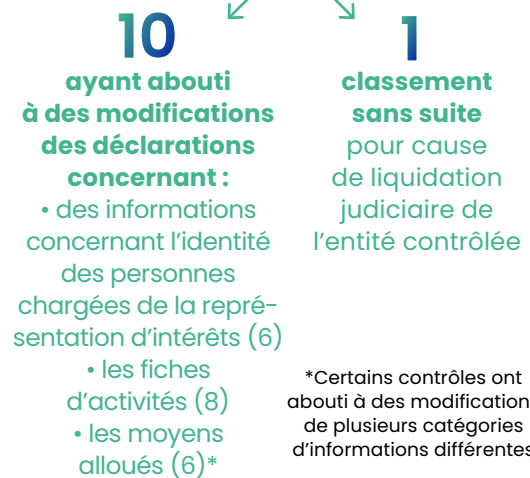 10
ayant abouti
à des modifications
des déclarations
concernant :
• des informations
concernant l'identité
des personnes
chargées de la repré-
sentation d'intérêts (6)
• les fiches
d'activités (8)
• les moyens
alloués (6)*
1
classement
sans suite
pour cause
de liquidation
judiciaire de
l'entité contrôlée
*Certains contrôles ont
abouti à des modification
de plusieurs catégories
d'informations différentes